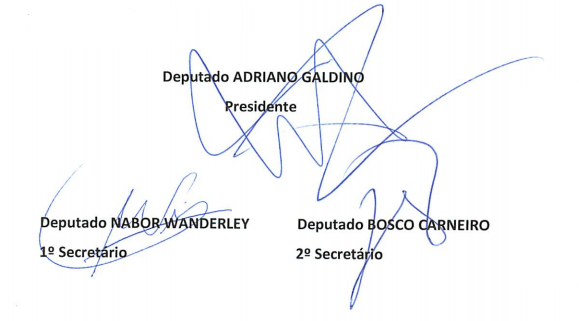 Deputado ADRIANO GALDINO
Presidente
Deputado NABOR WANDERLEY
1º Secretário
Deputado BOSCO CARNEIRO
2º Secretário